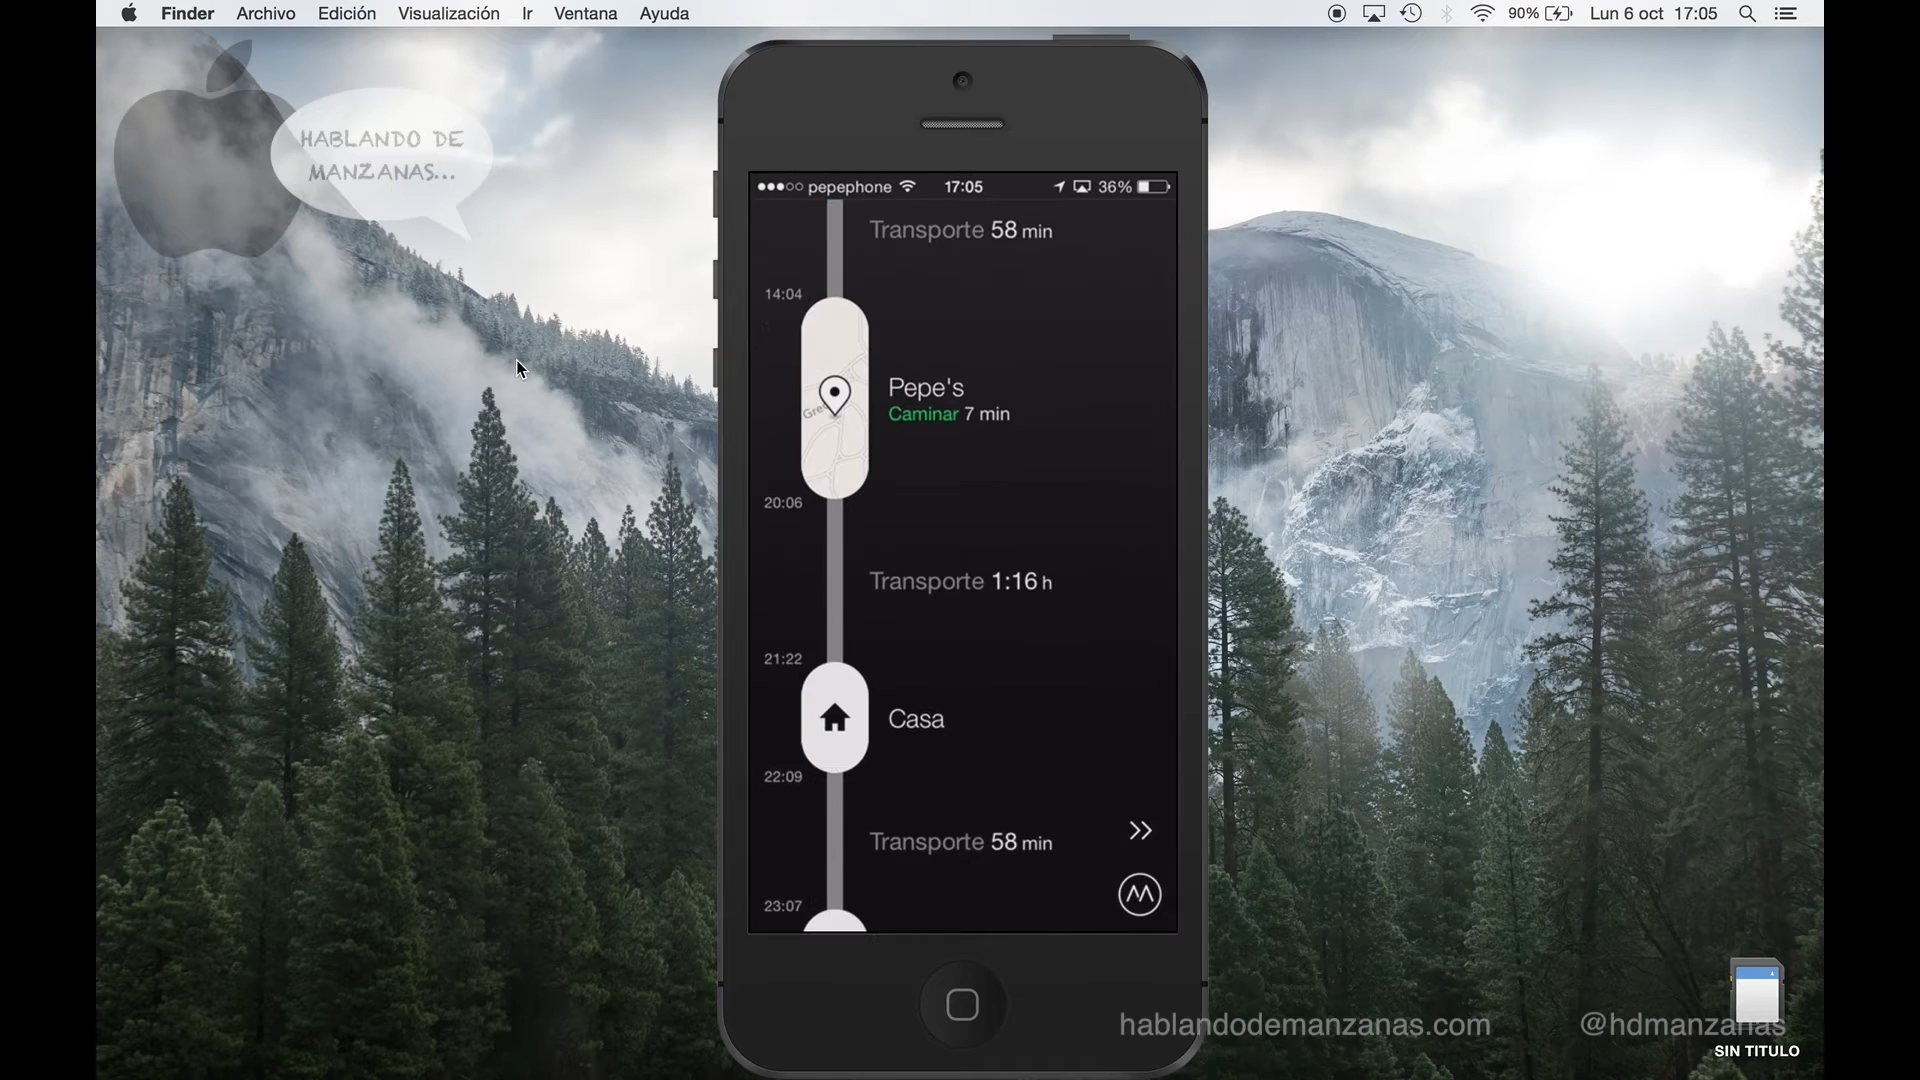 Finder Archivo Edición Visualización Ir Ventana Ayuda
90% Lun 6 oct 17:05
HABLANDO DE
MANZANAS...
pepephone 17:05 36%
Transporte 58 min
14:04
Pepe's
Caminar 7 min
20:06
Transporte 1:16 h
21:22
Casa
22:09
Transporte 58 min
23:07
hablandodemanzanas.com
@hdmanzanas
SIN TITULO